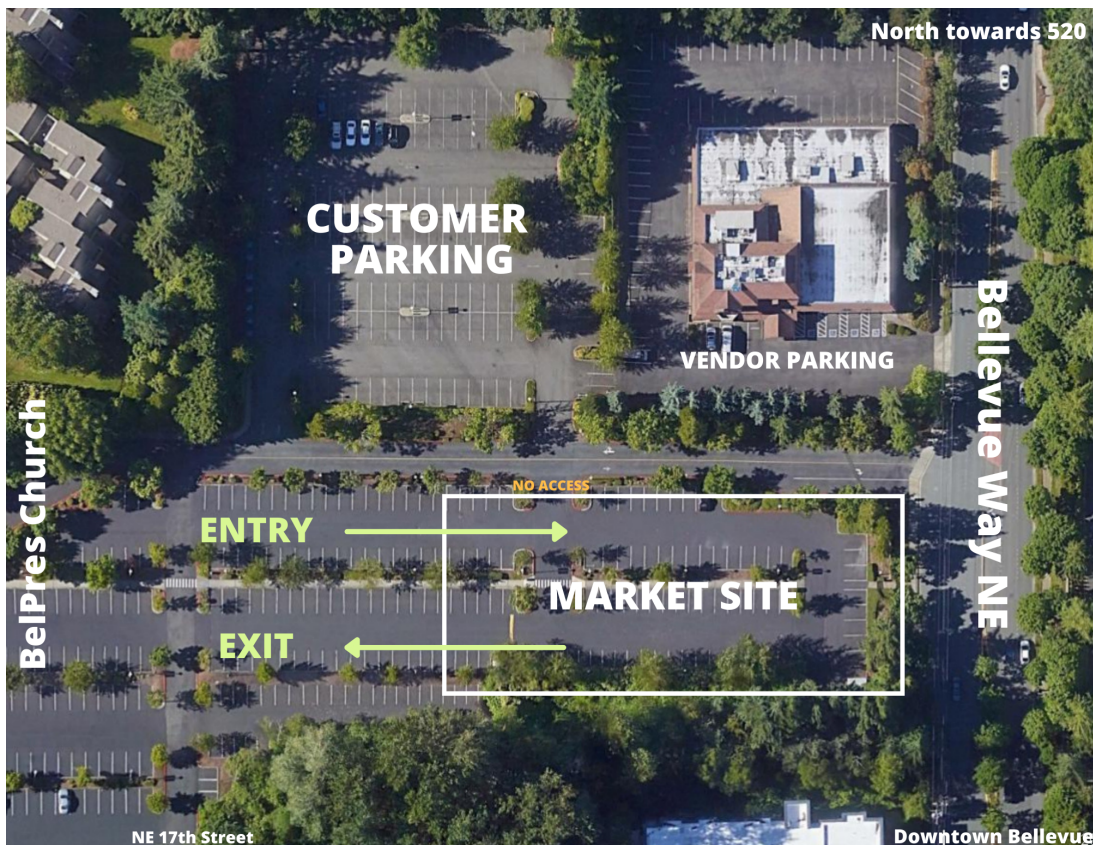 North towards 520
CUSTOMER
PARKING
VENDOR PARKING
Bellevue Way NE
BelPres Church
NO ACCESS
ENTRY
MARKET SITE
EXIT
NE 17th Street
Downtown Bellevue